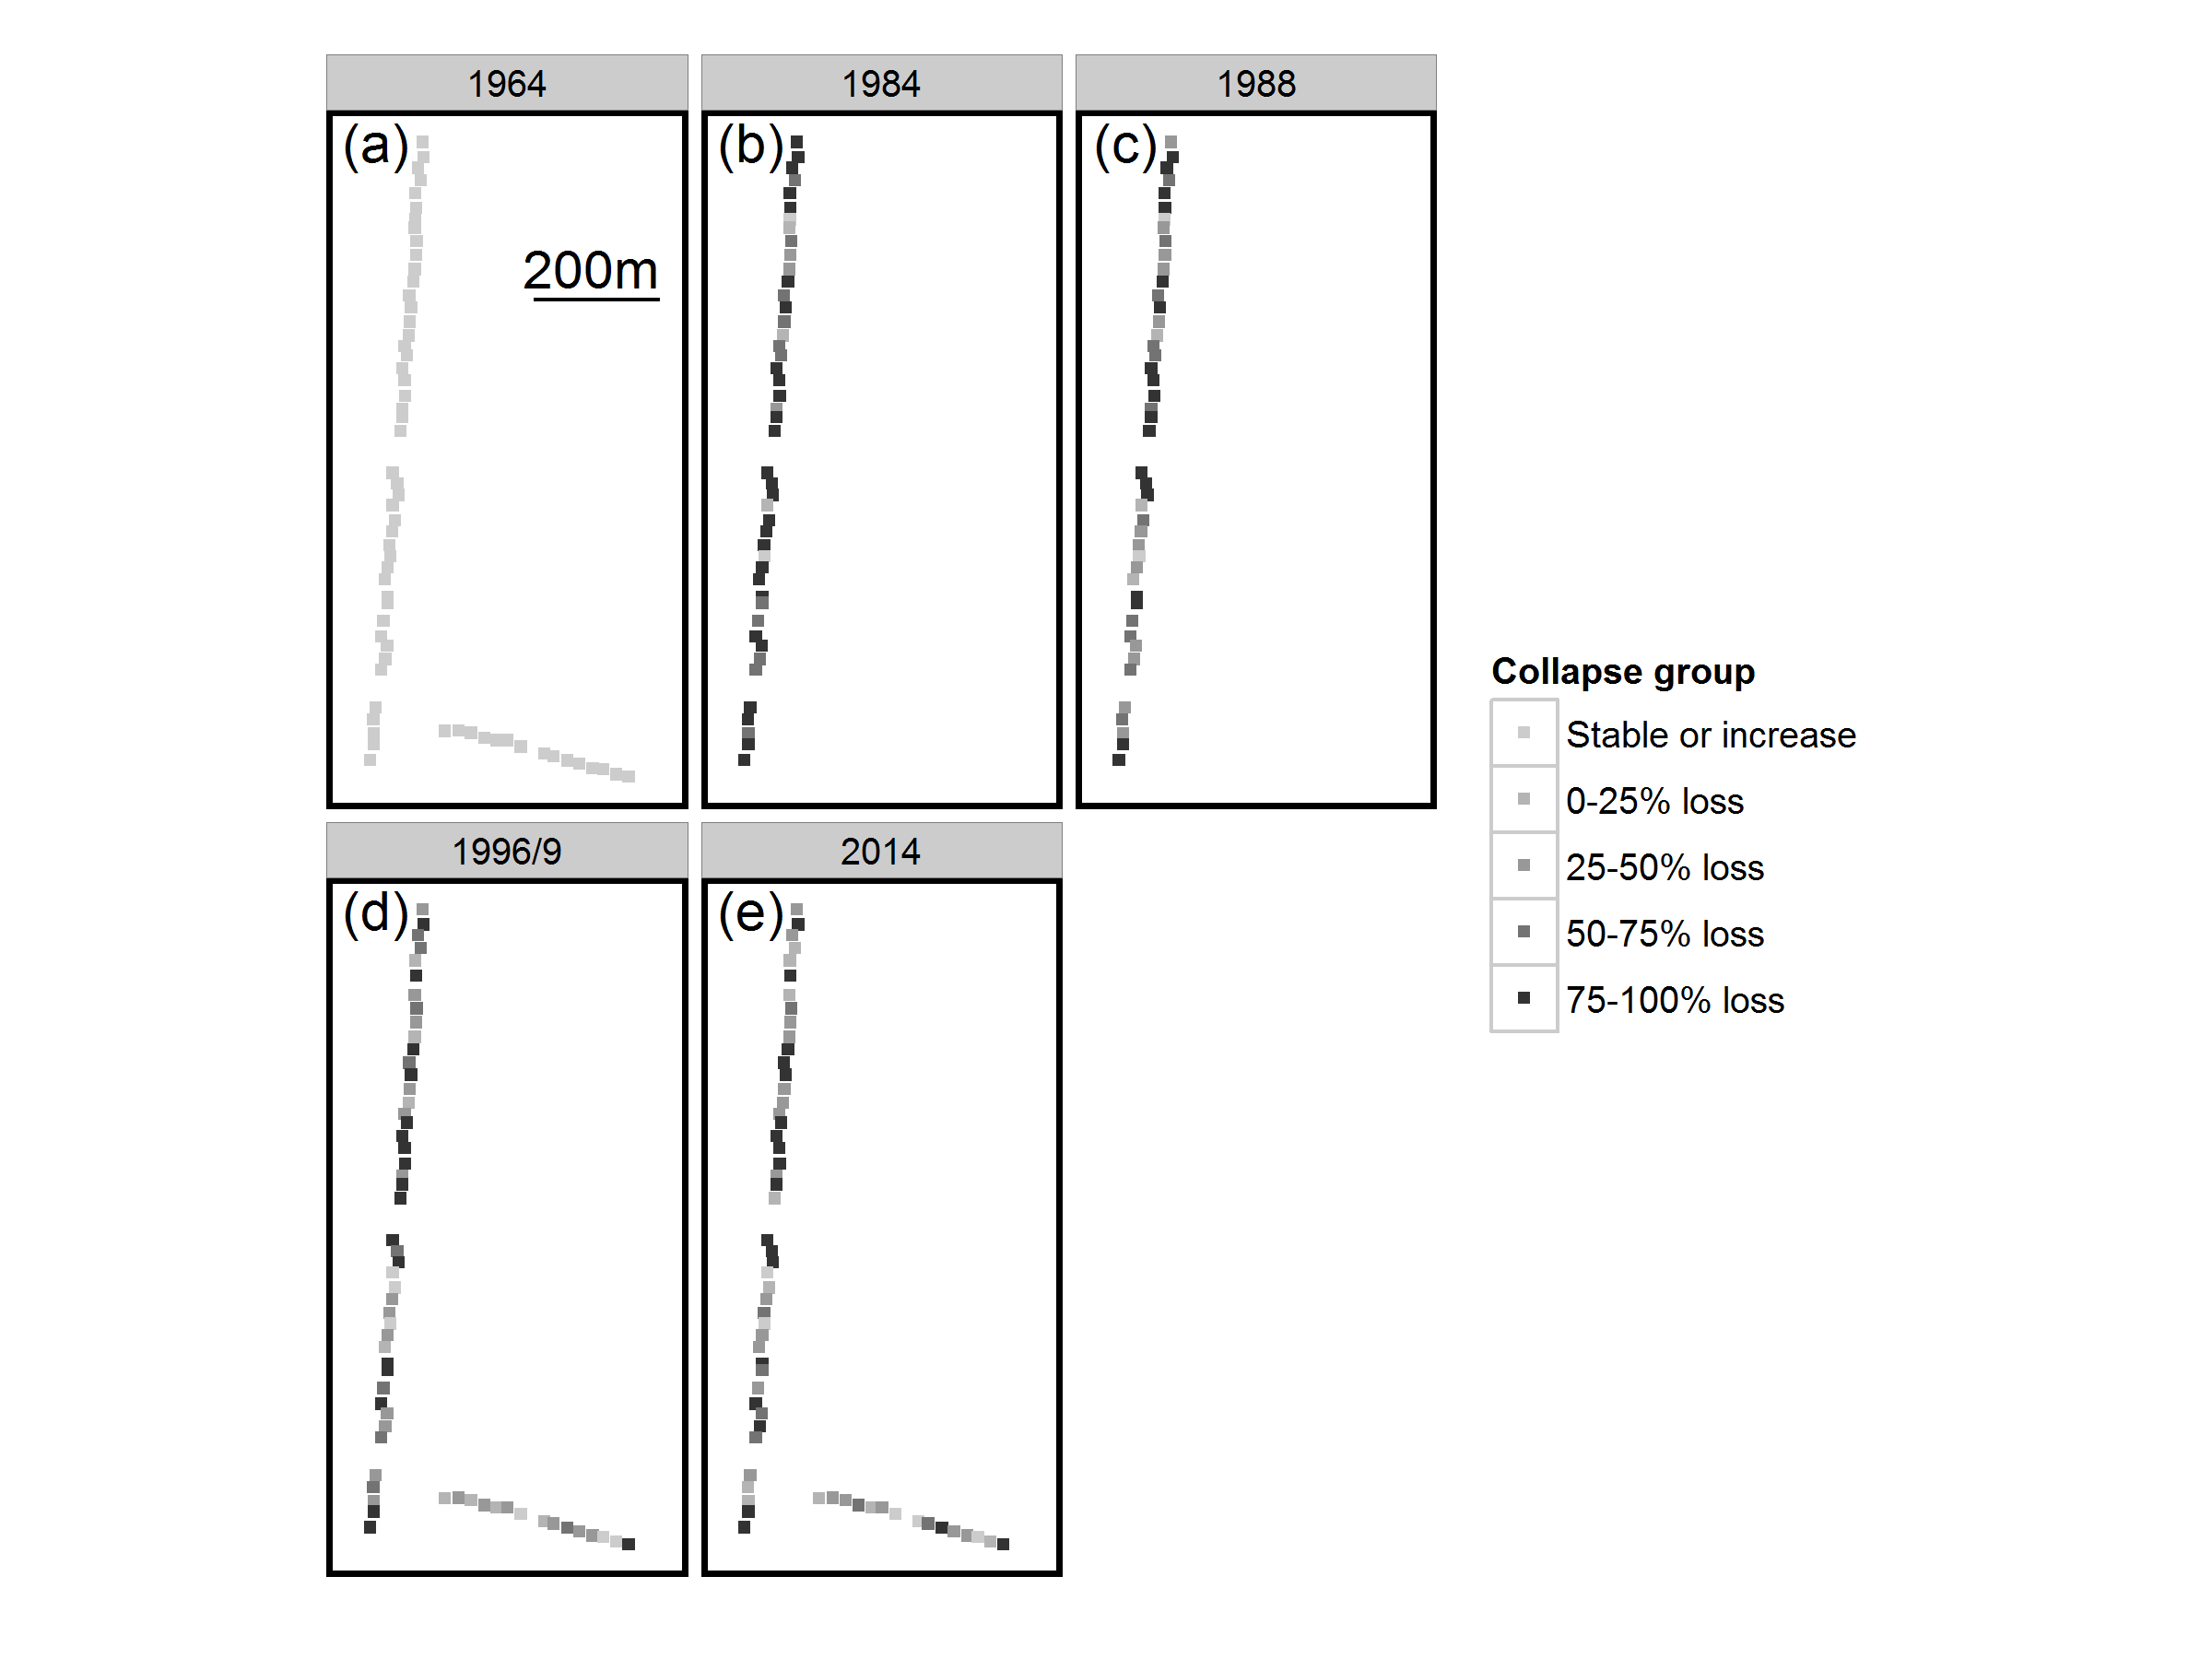 1964
1984
1988
(a)
(b)
(c)
200m
1996/9
2014
(d)
(e)
Collapse group
Stable or increase
0-25% loss
25-50% loss
50-75% loss
75-100% loss